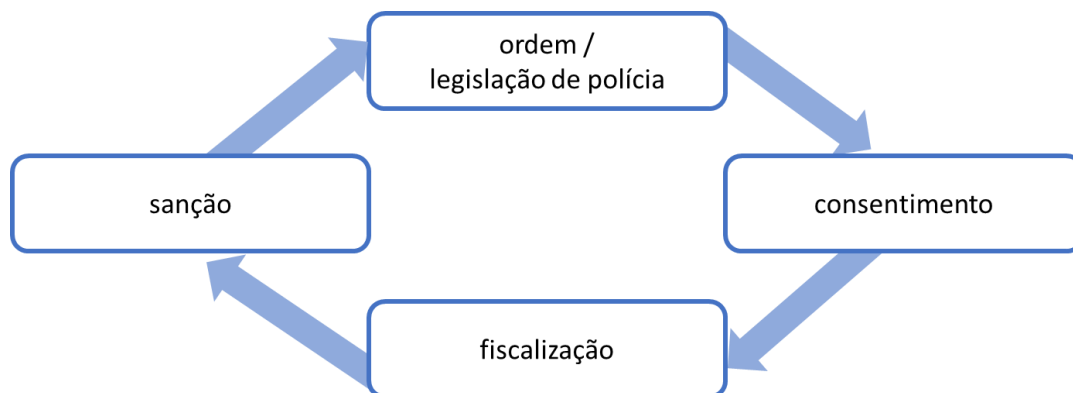 ordem /
legislação de polícia
sanção
consentimento
fiscalização